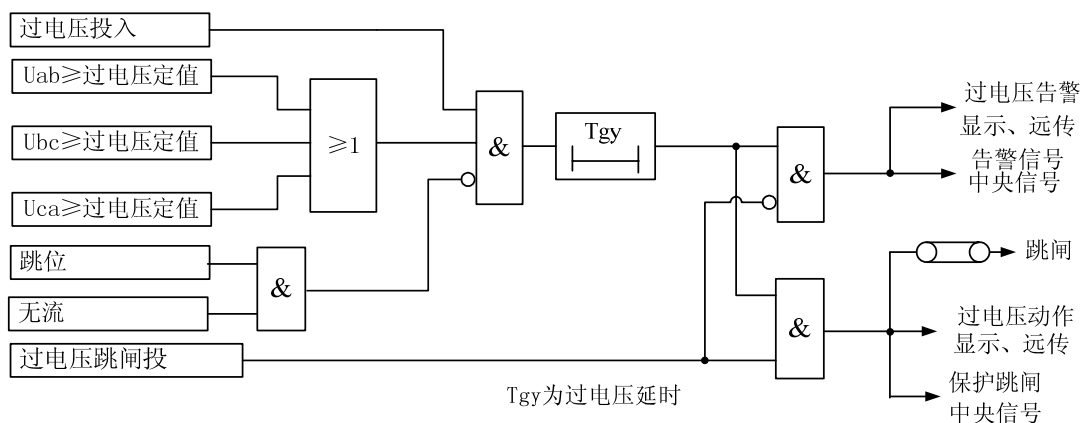 过电压投入
Uab≥过电压定值
Ubc≥过电压定值
Uca≥过电压定值
跳位
无流
过电压跳闸投
≥1
&
&
Tgy
&
&
过电压告警
显示、远传
告警信号
中央信号
跳闸
过电压动作
显示、远传
保护跳闸
中央信号
Tgy为过电压延时